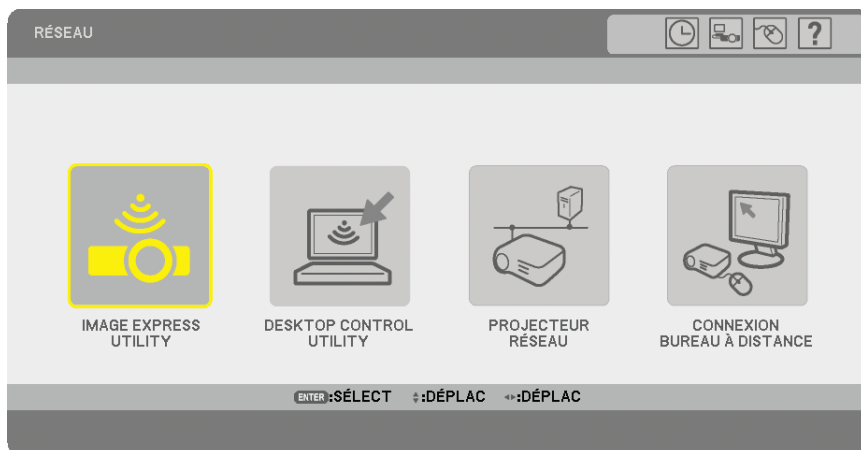 RÉSEAU
?
IMAGE EXPRESS
UTILITY
DESKTOP CONTROL
UTILITY
PROJECTEUR
RÉSEAU
CONNEXION
BUREAU À DISTANCE
ENTER:SÉLECT :DÉPLAC :DÉPLAC